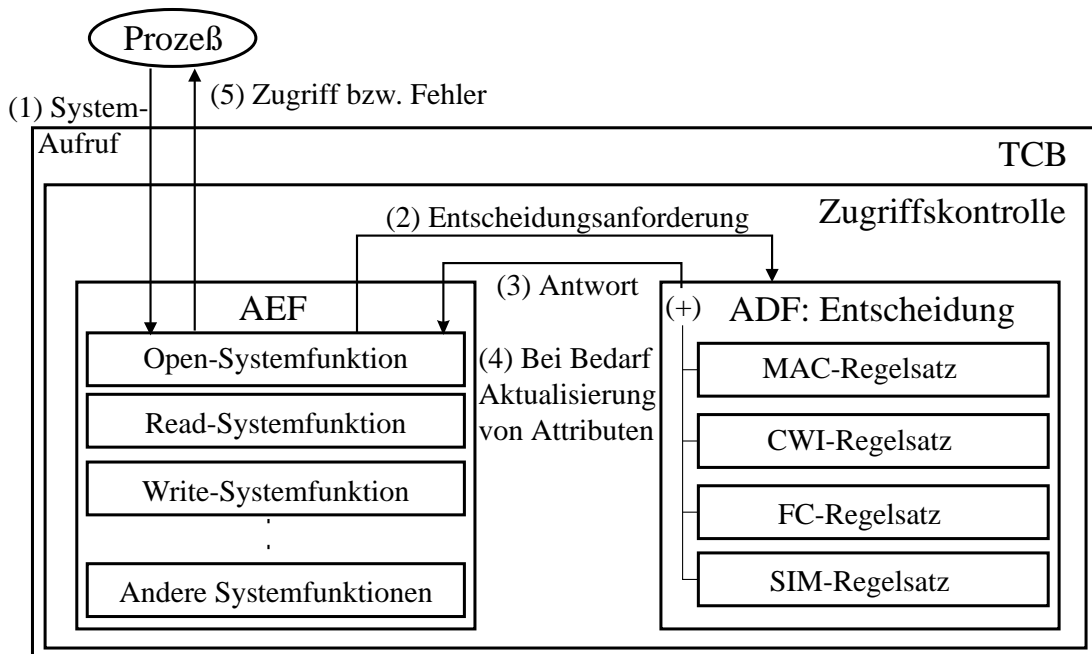 Prozeß
(1) System-
Aufruf
(5) Zugriff bzw. Fehler
TCB
Zugriffskontrolle
(2) Entscheidungsanforderung
(3) Antwort
AEF
Open-Systemfunktion
Read-Systemfunktion
Write-Systemfunktion
Andere Systemfunktionen
(4) Bei Bedarf
Aktualisierung
von Attributen
(+)
ADF: Entscheidung
MAC-Regelsatz
CWI-Regelsatz
FC-Regelsatz
SIM-Regelsatz